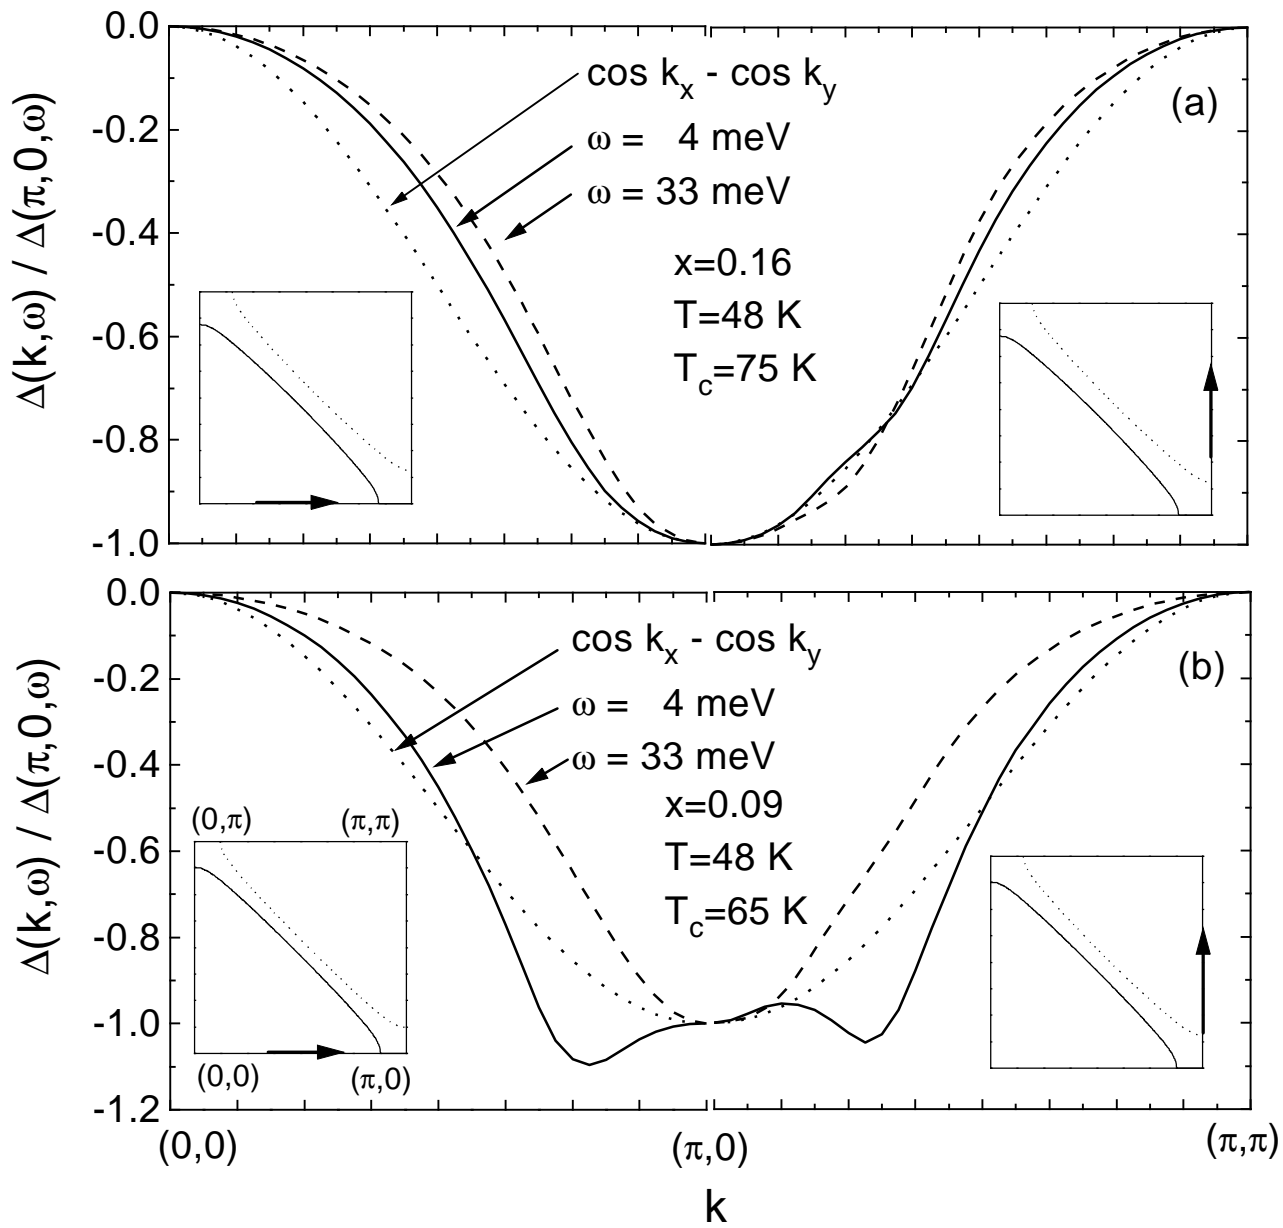 0.0
-0.2
-0.4
-0.6
-0.8
-1.0
Δ(k,ω) / Δ(π,0,ω)
cos k_x - cos k_y
ω = 4 meV
ω = 33 meV
x=0.16
T=48 K
T_c=75 K
(a)
0.0
-0.2
-0.4
-0.6
-0.8
-1.0
-1.2
Δ(k,ω) / Δ(π,0,ω)
cos k_x - cos k_y
ω = 4 meV
ω = 33 meV
x=0.09
T=48 K
T_c=65 K
(b)
(0,π) (π,π)
(0,0) (π,0)
(0,0) (π,0) (π,π)
k